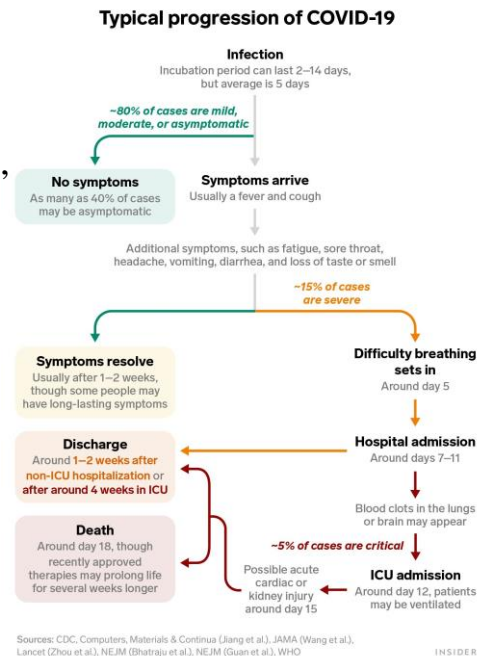 Typical progression of COVID-19
Infection
Incubation period can last 2–14 days,
but average is 5 days
~80% of cases are mild,
moderate, or asymptomatic
,
No symptoms
As many as 40% of cases
may be asymptomatic
Symptoms arrive
Usually a fever and cough
Additional symptoms, such as fatigue, sore throat,
headache, vomiting, diarrhea, and loss of taste or smell
~15% of cases
are severe
Symptoms resolve
Usually after 1–2 weeks,
though some people may
have long-lasting symptoms
Difficulty breathing
sets in
Around day 5
Discharge
Around 1–2 weeks after
non-ICU hospitalization or
after around 4 weeks in ICU
Hospital admission
Around days 7–11
Blood clots in the lungs
or brain may appear
~5% of cases are critical
Death
Around day 18, though
recently approved
therapies may prolong life
for several weeks longer
Possible acute
cardiac or
kidney injury
around day 15
ICU admission
Around day 12, patients
may be ventilated
Sources: CDC, Computers, Materials & Continua (Jiang et al.), JAMA (Wang et al.),
Lancet (Zhou et al.), NEJM (Bhatraju et al.), NEJM (Guan et al.), WHO
INSIDER